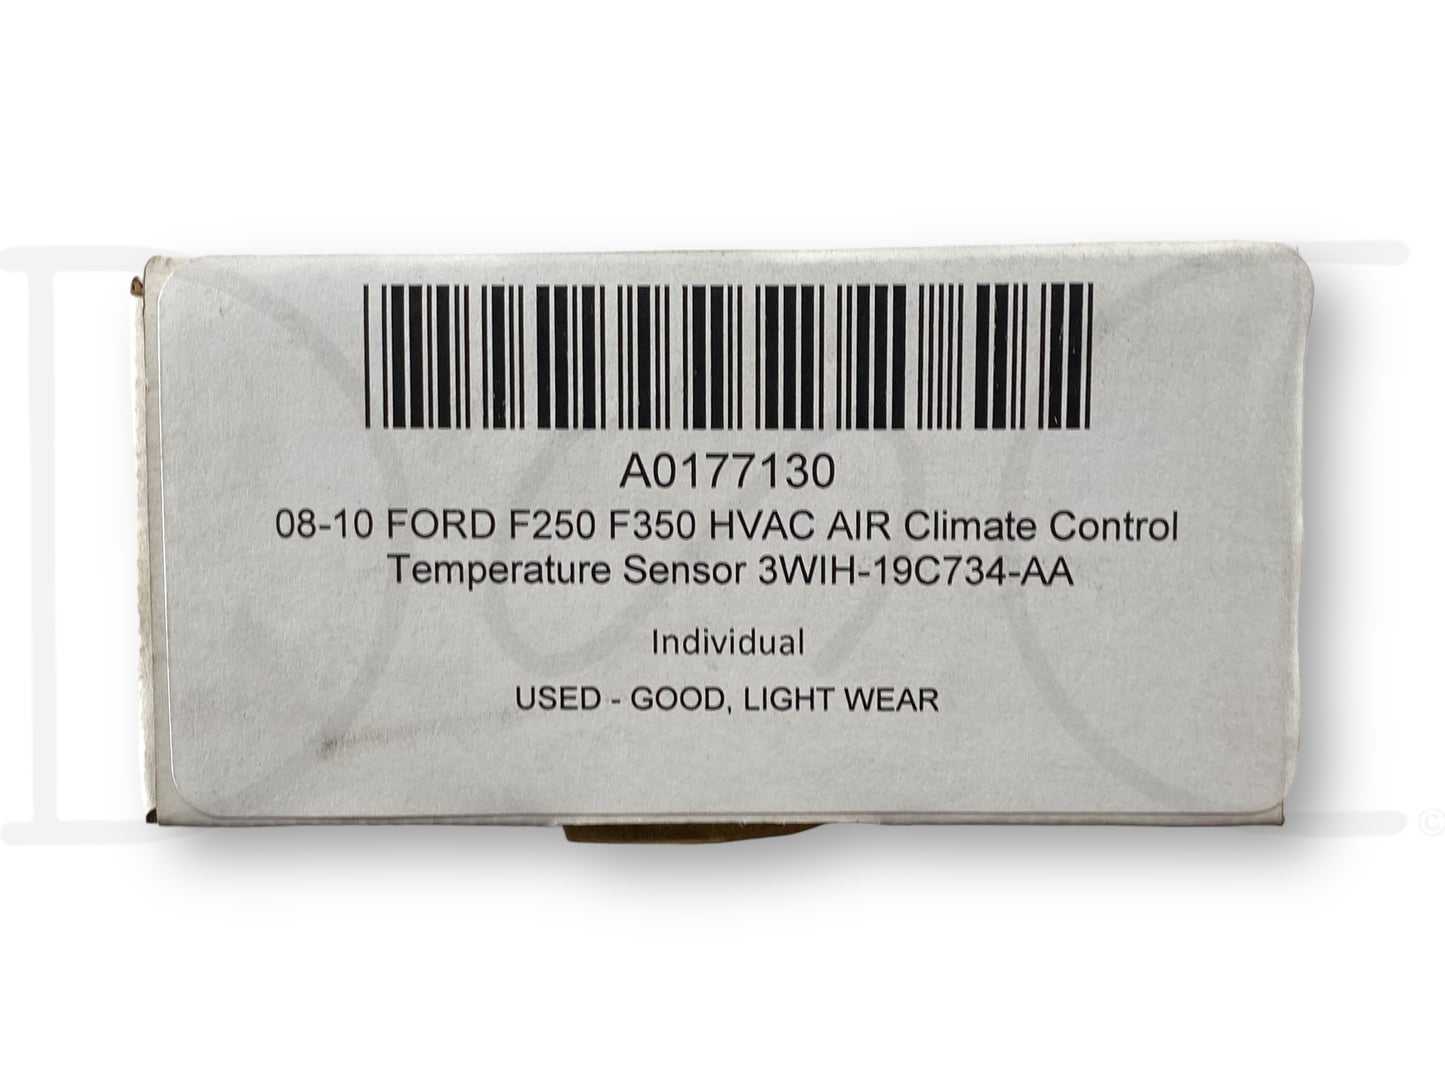 A0177130
08-10 FORD F250 F350 HVAC AIR Climate Control
Temperature Sensor 3WIH-19C734-AA
Individual
USED - GOOD, LIGHT WEAR
©